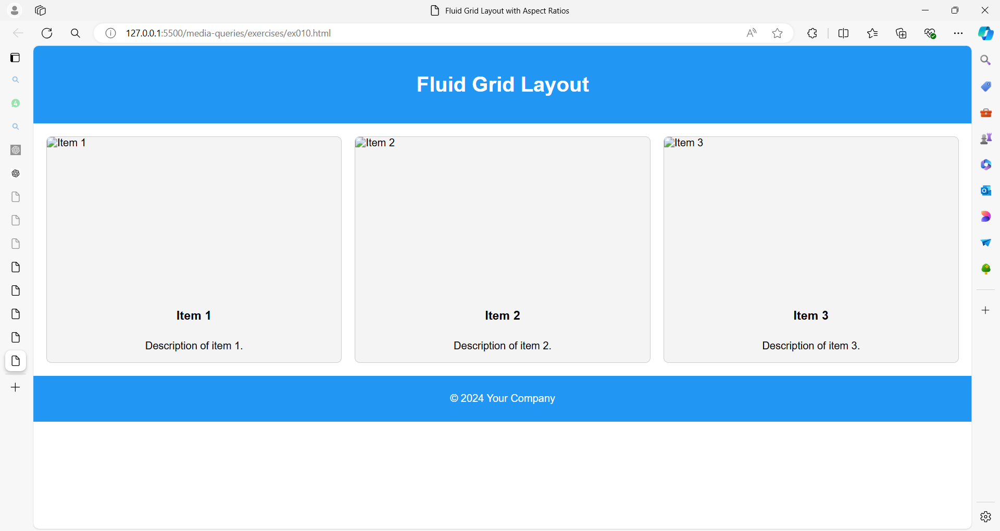 Fluid Grid Layout with Aspect Ratios
127.0.0.1:5500/media-queries/exercises/ex010.html
Fluid Grid Layout
Item 1
Item 2
Item 3
Item 1
Item 2
Item 3
Description of item 1.
Description of item 2.
Description of item 3.
© 2024 Your Company
4